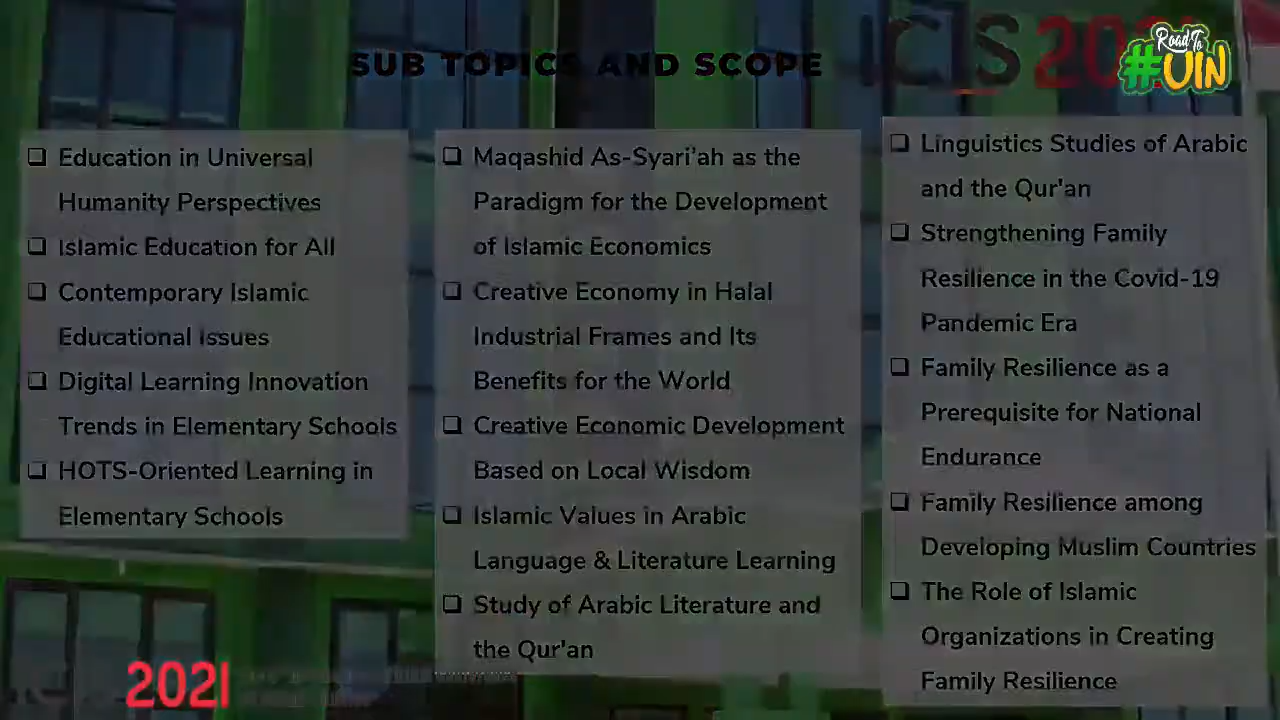 SUB TOPICS AND SCOPE
ICIS 2021
Road To
#UIN
Education in Universal
Humanity Perspectives
Islamic Education for All
Contemporary Islamic
Educational Issues
Digital Learning Innovation
Trends in Elementary Schools
HOTS-Oriented Learning in
Elementary Schools
Maqashid As-Syari'ah as the
Paradigm for the Development
of Islamic Economics
Creative Economy in Halal
Industrial Frames and Its
Benefits for the World
Creative Economic Development
Based on Local Wisdom
Islamic Values in Arabic
Language & Literature Learning
Study of Arabic Literature and
the Qur'an
Linguistics Studies of Arabic
and the Qur'an
Strengthening Family
Resilience in the Covid-19
Pandemic Era
Family Resilience as a
Prerequisite for National
Endurance
Family Resilience among
Developing Muslim Countries
The Role of Islamic
Organizations in Creating
Family Resilience
2021